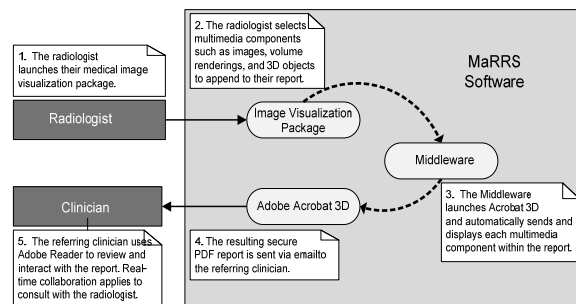 1. The radiologist
launches their medical image
visualization package.
2. The radiologist selects
multimedia components
such as images, volume
renderings, and 3D objects
to append to their report.
MaRRS
Software
Radiologist
Image Visualization
Package
Middleware
3. The Middleware
launches Acrobat 3D
and automatically sends and
displays each multimedia
component within the report.
Adobe Acrobat 3D
Clinician
4. The resulting secure
PDF report is sent via emailto
the referring clinician.
5. The referring clinician uses
Adobe Reader to review and
interact with the report. Real-
time collaboration applies to
consult with the radiologist.